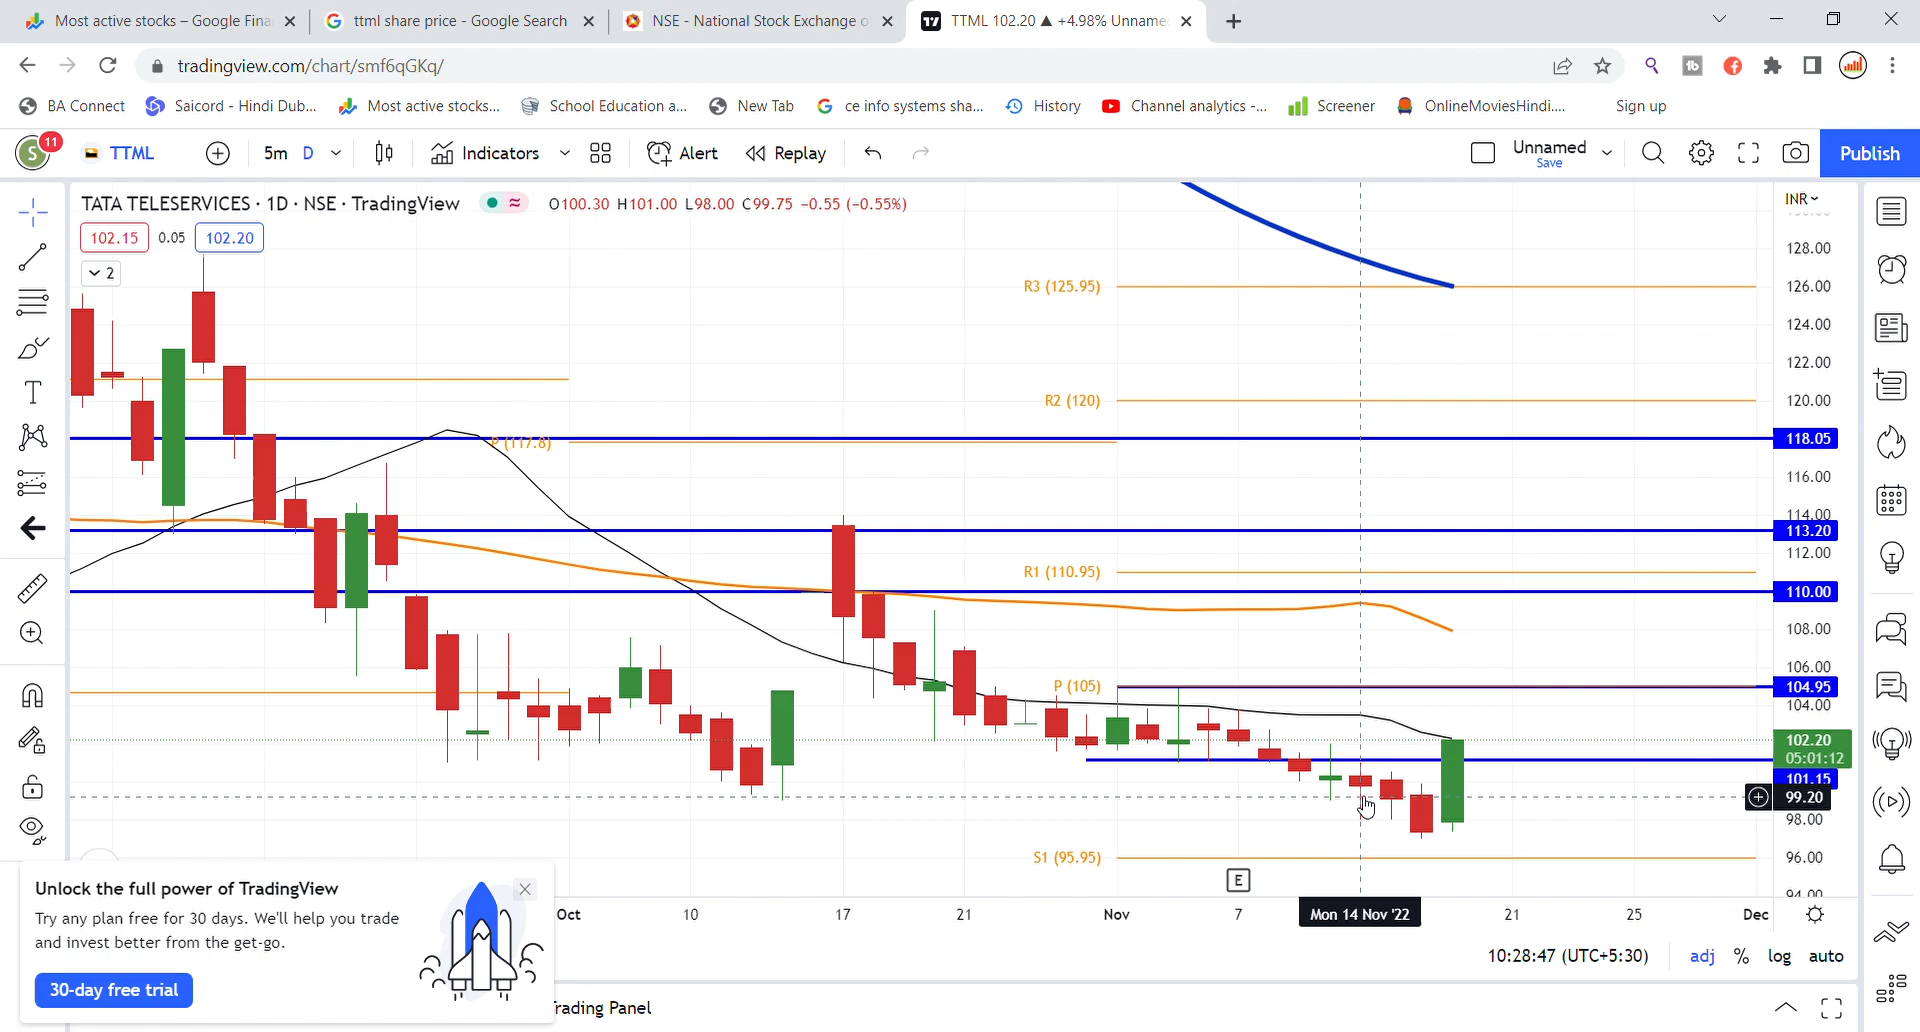 Most active stocks – Google Fina
ttml share price - Google Search
NSE - National Stock Exchange o
TTML 102.20 ▲ +4.98% Unname
tradingview.com/chart/smf6qGKq/
BA Connect
Saicord - Hindi Dub...
Most active stocks...
School Education a...
New Tab
ce info systems sha...
History
Channel analytics -...
Screener
OnlineMoviesHindi....
Sign up
S
11
TTML
5m
D
Indicators
Alert
Replay
Unnamed
Save
Publish
TATA TELESERVICES · 1D · NSE · TradingView
O100.30 H101.00 L98.00 C99.75 −0.55 (−0.55%)
INR
102.15
0.05
102.20
2
128.00
R3 (125.95)
126.00
124.00
122.00
R2 (120)
120.00
P (117.8)
118.05
116.00
114.00
113.20
112.00
R1 (110.95)
110.00
108.00
106.00
P (105)
104.95
104.00
102.20
05:01:12
101.15
99.20
98.00
S1 (95.95)
96.00
94.00
E
Oct
10
17
21
Nov
7
Mon 14 Nov '22
21
25
Dec
Unlock the full power of TradingView
Try any plan free for 30 days. We'll help you trade
and invest better from the get-go.
30-day free trial
10:28:47 (UTC+5:30)
adj
%
log
auto
Trading Panel